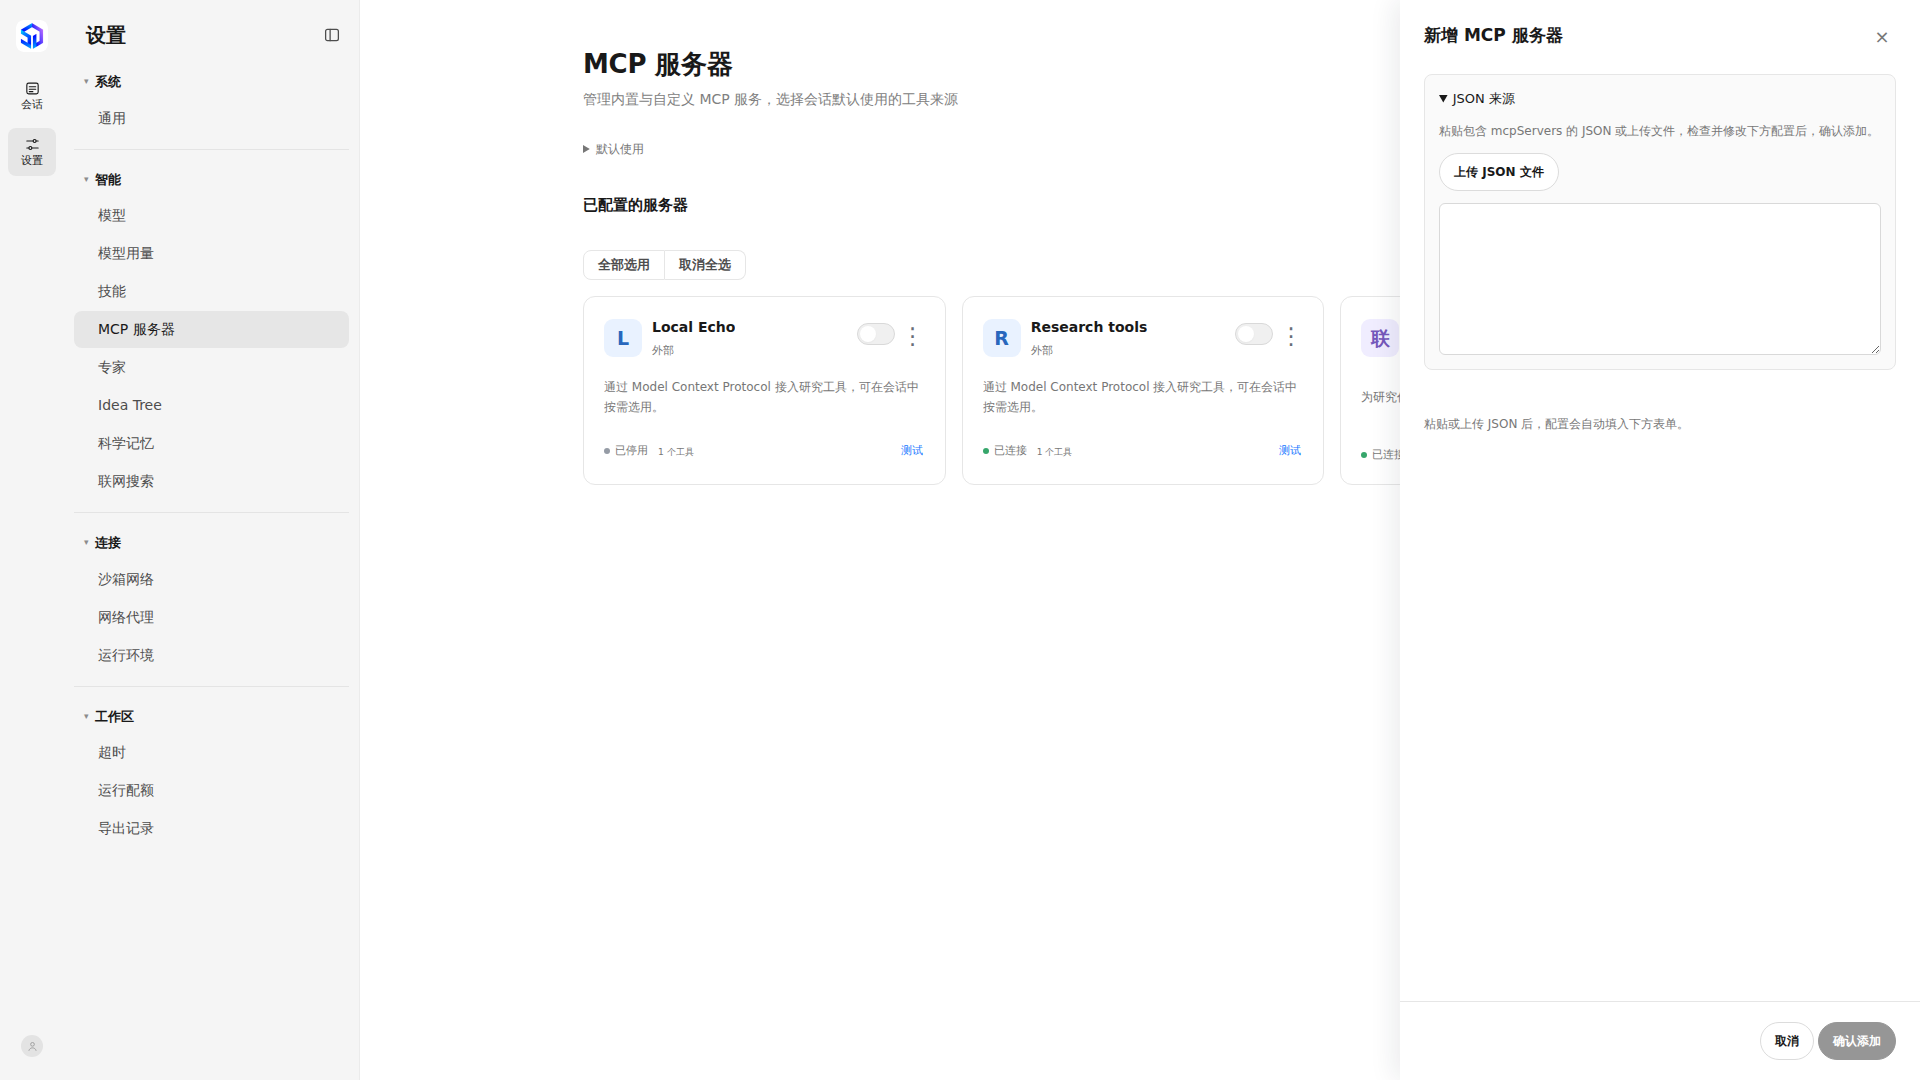 会话
设置
设置
系统
通用
智能
模型
模型用量
技能
MCP 服务器
专家
Idea Tree
科学记忆
联网搜索
连接
沙箱网络
网络代理
运行环境
工作区
超时
运行配额
导出记录
MCP 服务器
管理内置与自定义 MCP 服务，选择会话默认使用的工具来源
默认使用
已配置的服务器
全部选用 取消全选
L
Local Echo
外部
通过 Model Context Protocol 接入研究工具，可在会话中
按需选用。
已停用 1 个工具 测试
R
Research tools
外部
通过 Model Context Protocol 接入研究工具，可在会话中
按需选用。
已连接 1 个工具 测试
联
为研究
已连接
新增 MCP 服务器
JSON 来源
粘贴包含 mcpServers 的 JSON 或上传文件，检查并修改下方配置后，确认添加。
上传 JSON 文件
粘贴或上传 JSON 后，配置会自动填入下方表单。
取消 确认添加